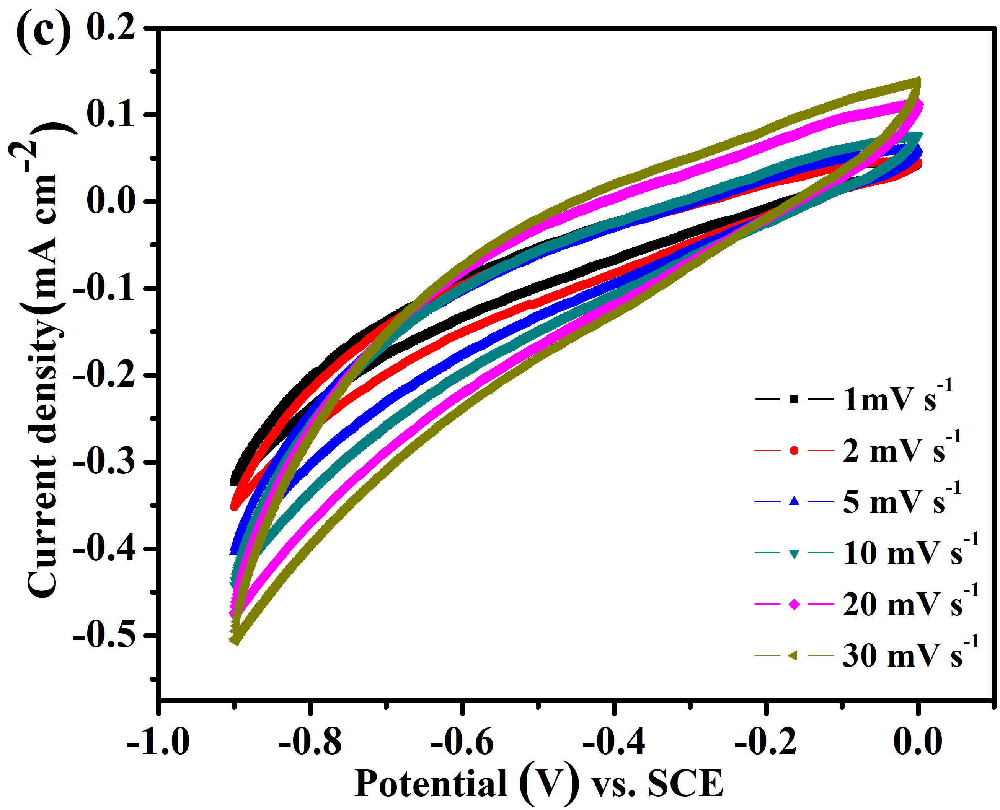 (c)
0.2
0.1
0.0
-0.1
-0.2
-0.3
-0.4
-0.5
Current density(mA cm⁻²)
1mV s⁻¹
2 mV s⁻¹
5 mV s⁻¹
10 mV s⁻¹
20 mV s⁻¹
30 mV s⁻¹
-1.0 -0.8 -0.6 -0.4 -0.2 0.0
Potential (V) vs. SCE